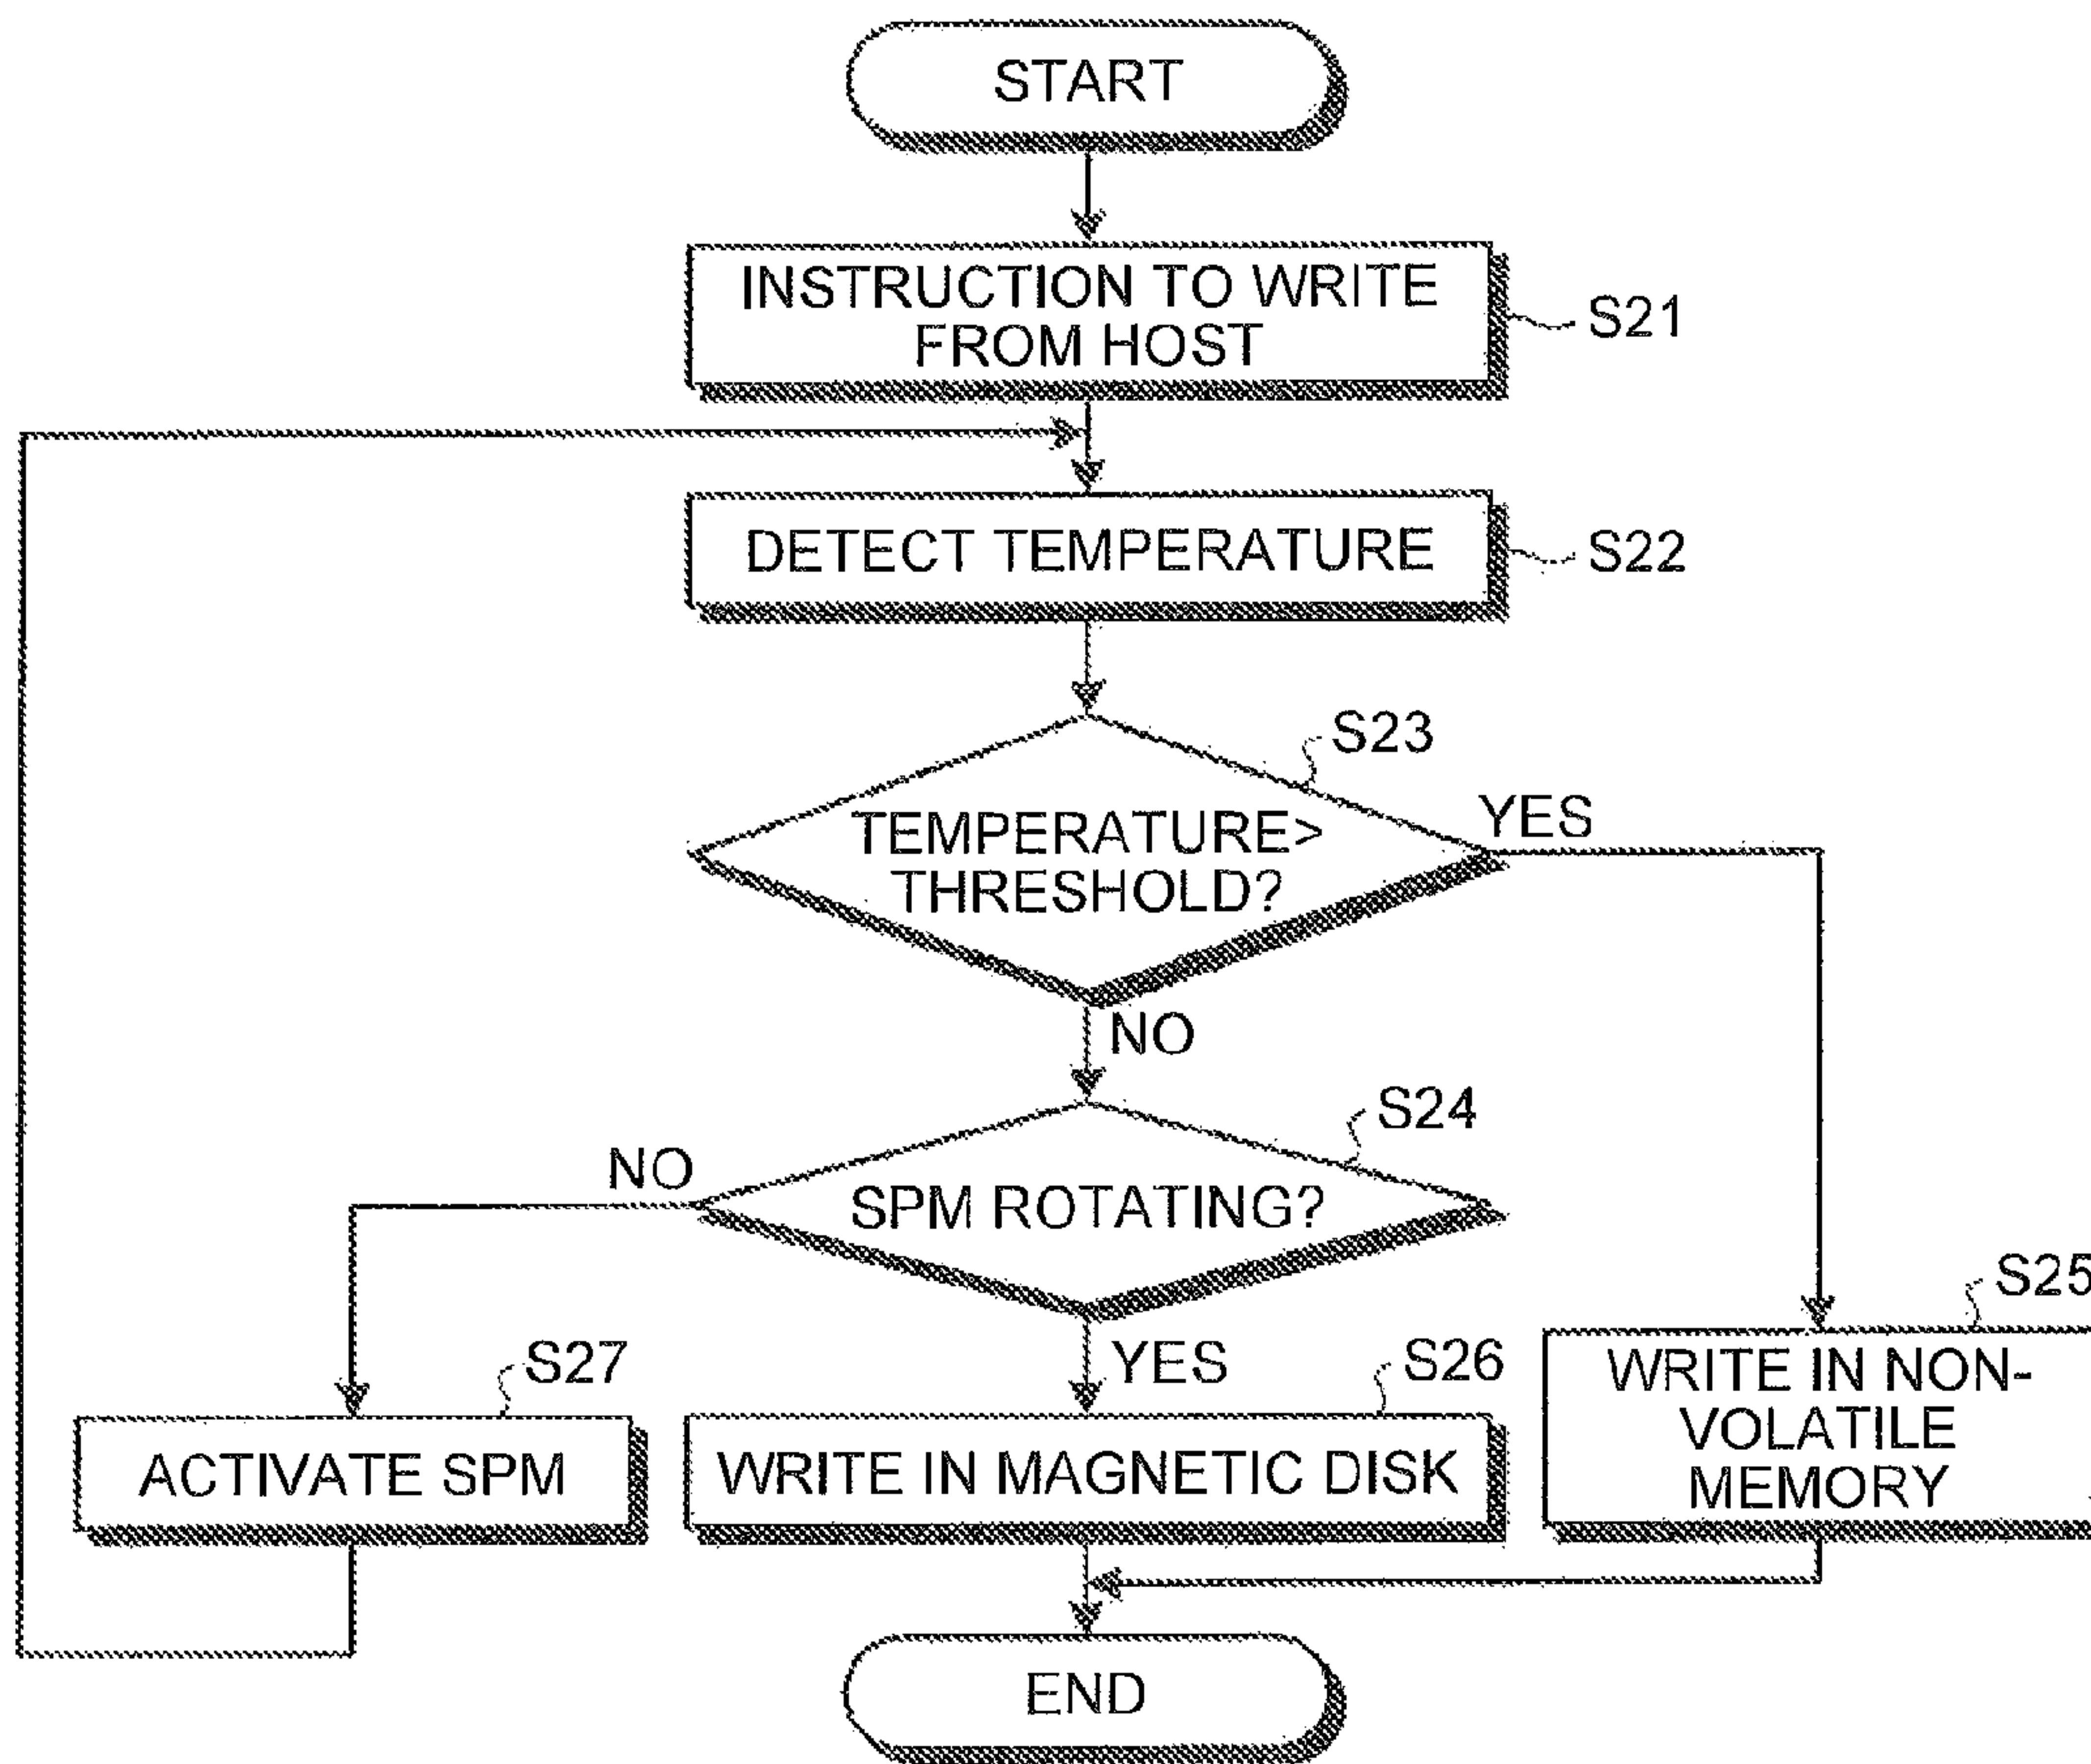 START
INSTRUCTION TO WRITE
FROM HOST
S21
DETECT TEMPERATURE
S22
S23
TEMPERATURE>
THRESHOLD?
YES
NO
S24
SPM ROTATING?
NO
YES
S25
WRITE IN NON-
VOLATILE
MEMORY
S27
ACTIVATE SPM
S26
WRITE IN MAGNETIC DISK
END